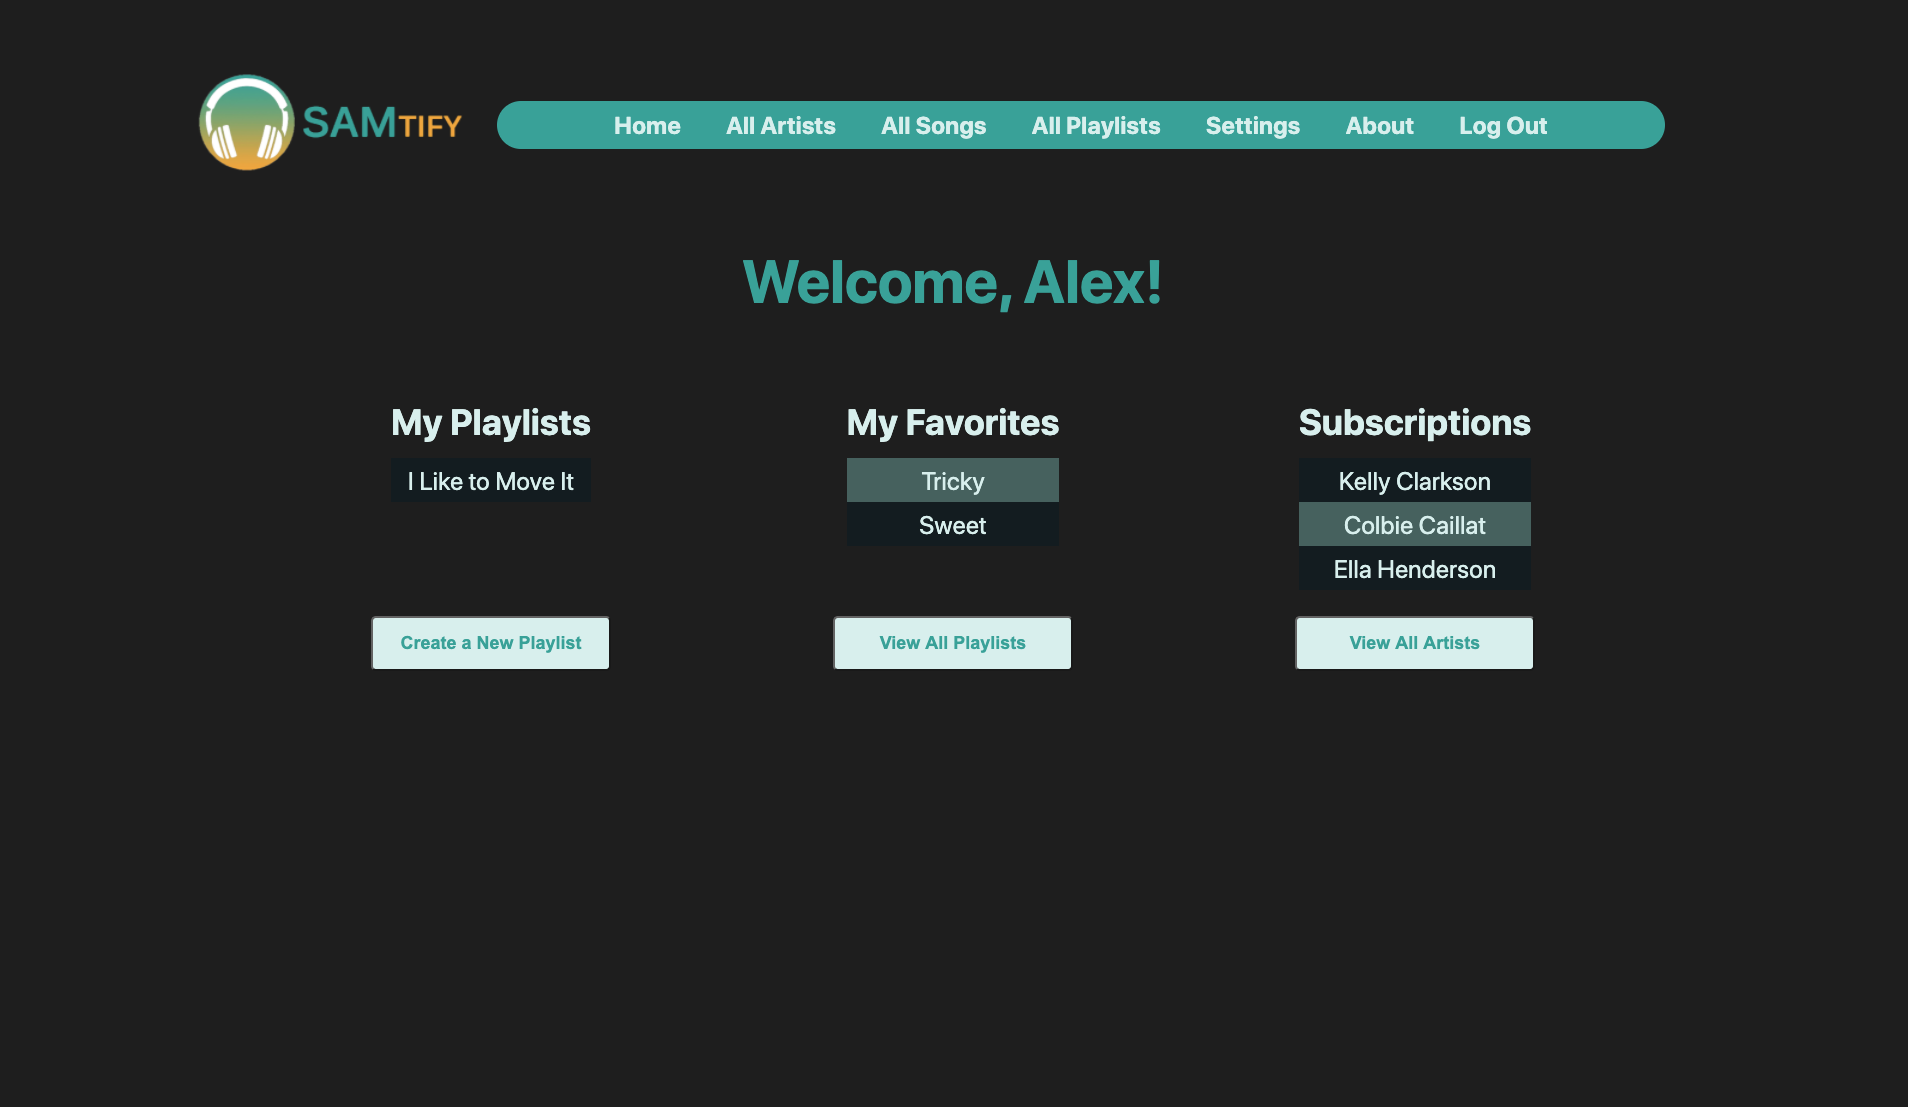 SAMTIFY
Home All Artists All Songs All Playlists Settings About Log Out
Welcome, Alex!
My Playlists
I Like to Move It
Create a New Playlist
My Favorites
Tricky
Sweet
View All Playlists
Subscriptions
Kelly Clarkson
Colbie Caillat
Ella Henderson
View All Artists